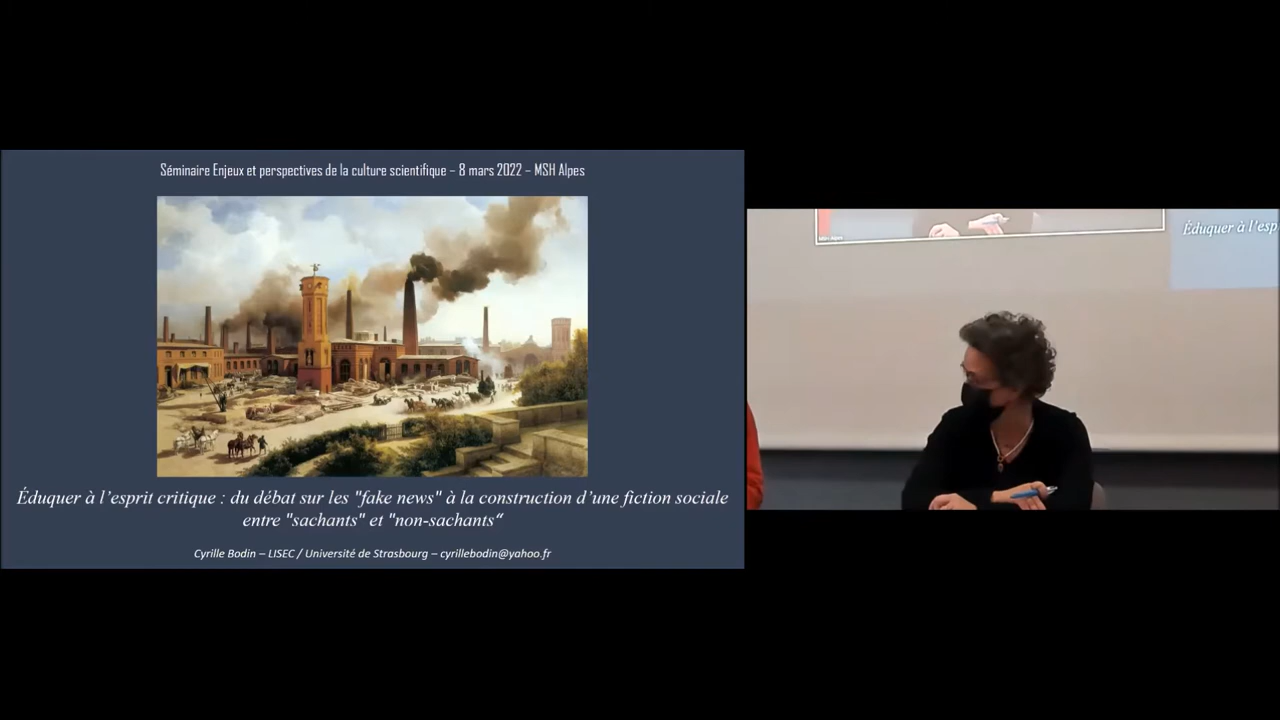 Séminaire Enjeux et perspectives de la culture scientifique – 8 mars 2022 – MSH Alpes
Éduquer à l’esprit critique : du débat sur les "fake news" à la construction d’une fiction sociale
entre "sachants" et "non-sachants“
Cyrille Bodin – LISEC / Université de Strasbourg – cyrillebodin@yahoo.fr
Éduquer à l'esp